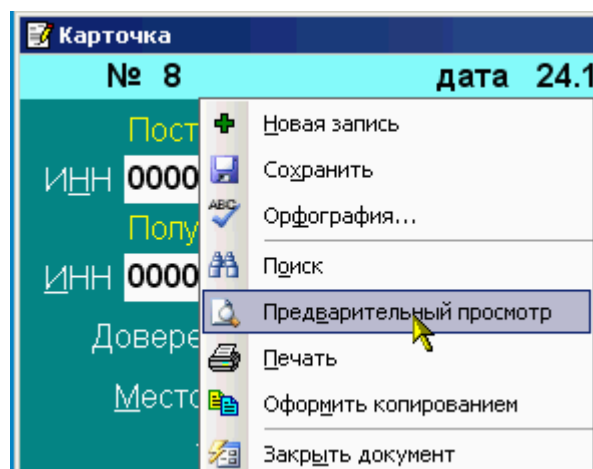 Карточка
№ 8 дата 24.1
Пост
Новая запись
ИНН 0000
Сохранить
ABC
Орфография...
Полу
Поиск
ИНН 0000
Предварительный просмотр
Довере
Печать
Место
Оформить копированием
Закрыть документ